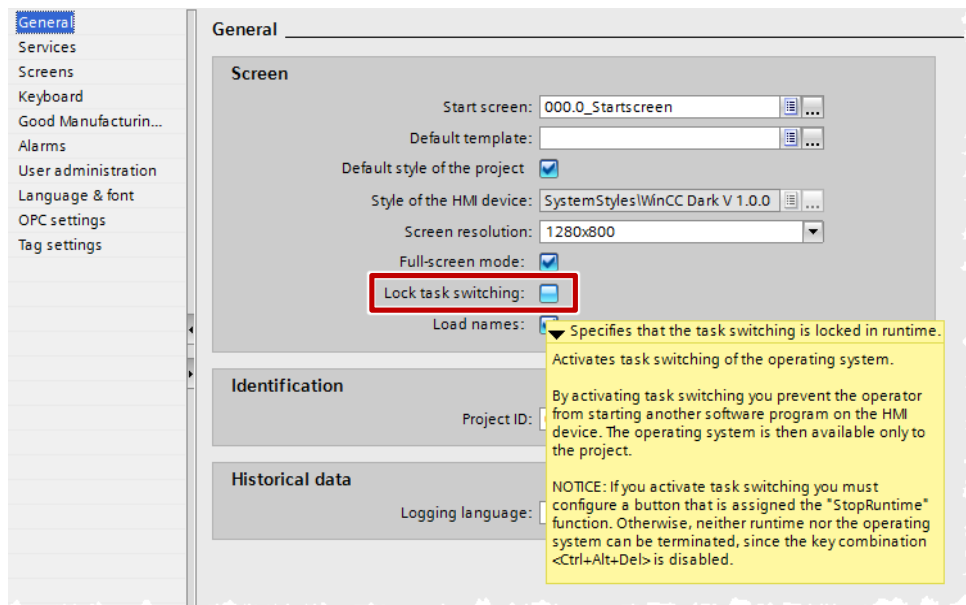 General
Services
Screens
Keyboard
Good Manufacturin...
Alarms
User administration
Language & font
OPC settings
Tag settings
General
Screen
Start screen: 000.0_Startscreen
Default template:
Default style of the project
Style of the HMI device: SystemStyles\WinCC Dark V 1.0.0
Screen resolution: 1280x800
Full-screen mode:
Lock task switching:
Load names:
Specifies that the task switching is locked in runtime.
Activates task switching of the operating system.
By activating task switching you prevent the operator
from starting another software program on the HMI
device. The operating system is then available only to
the project.
NOTICE: If you activate task switching you must
configure a button that is assigned the "StopRuntime"
function. Otherwise, neither runtime nor the operating
system can be terminated, since the key combination
<Ctrl+Alt+Del> is disabled.
Identification
Project ID:
Historical data
Logging language: